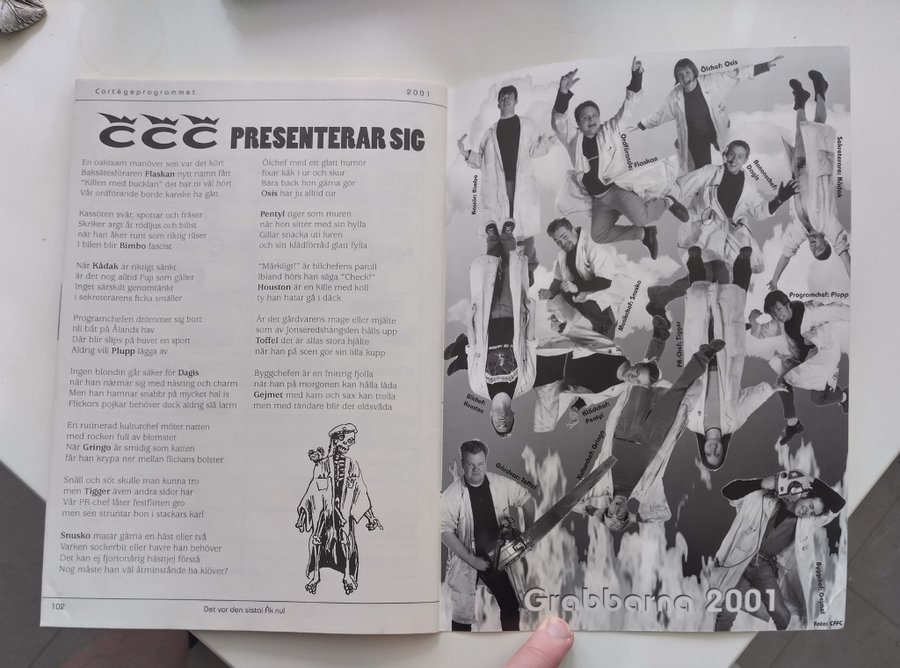 Cortègeprogrammet
2001
CCC PRESENTERAR SIG
En oaktsam manöver sen var det kört
Baksätesföraren Flaskan nytt namn fått
"Killen med bucklan" det har ni väl hört
Vår ordförande borde kanske ha gått
Kassören svär, spottar och fräser
Skriker argt åt rödljus och bilist
när han åker runt som riktig räser
I bilen blir Bimbo fascist
När Kådak är riktigt sänkt
är det nog alltid Fuji som gäller
Inget särskilt genomtänkt
i sekreterarens ficka smäller
Programchefen drömmer sig bort
till båt på Ålands hav
Där blir slips på huvet en sport
Aldrig vill Plupp lägga av
Ingen blondin går säker för Dagis
när han närmar sig med näsring och charm
Men han hamnar snabbt på mycket hal is
Flickors pojkar behöver dock aldrig slå larm
En rutinerad kulturchef möter natten
med rocken full av blomster
När Gringo är smidig som katten
får han krypa ner mellan flickans bolster
Snäll och söt skulle man kunna tro
men Tigger även andra sidor har
Vår PR-chef låter festflirten gro
men sen struntar hon i stackars karl
Snusko matar gärna en häst eller två
Varken sockerbit eller havre han behöver
Det kan ej fjortonårig hästtjej förstå
Nog måste han väl åtminstånde ha klöver?
Ölchef med ett glatt humör
fixar käk i ur och skur
Bära back hon gärna gör
Osis har ju alltid tur
Pentyl tiger som muren
när hon sitter med sin hylla
Gillar snacka uti luren
och sitt klädförråd glatt fylla
"Märkligt!" är bilchefens paroll
Ibland hörs han säga "Check!"
Houston är en kille med koll
ty han hatar gå i däck
Är det gårdvarens mage eller mjälte
som av Jonseredshängslen hålls upp
Toffel det är allas stora hjälte
när han på scen gör sin lilla kupp
Byggchefen är en fnittrig fjolla
när han på morgonen kan hålla låda
Gejmet med kam och sax kan trolla
men med tändare blir det eldsvåda
102
Det var den sista! Åk nu!
Kassör: Bimbo
Ordförande: Flaskan
Ölchef: Osis
Annonschef: Dagis
Sekreterare: Kådak
Musikchef: Snusko
PR-Chef: Tigger
Programchef: Plupp
Bilchef: Houston
Klädchef: Pentyl
Kulturchef: Gringo
Gårdvar: Toffel
Byggchef: Gejmet
Grabbarna 2001
Foto: CFFC